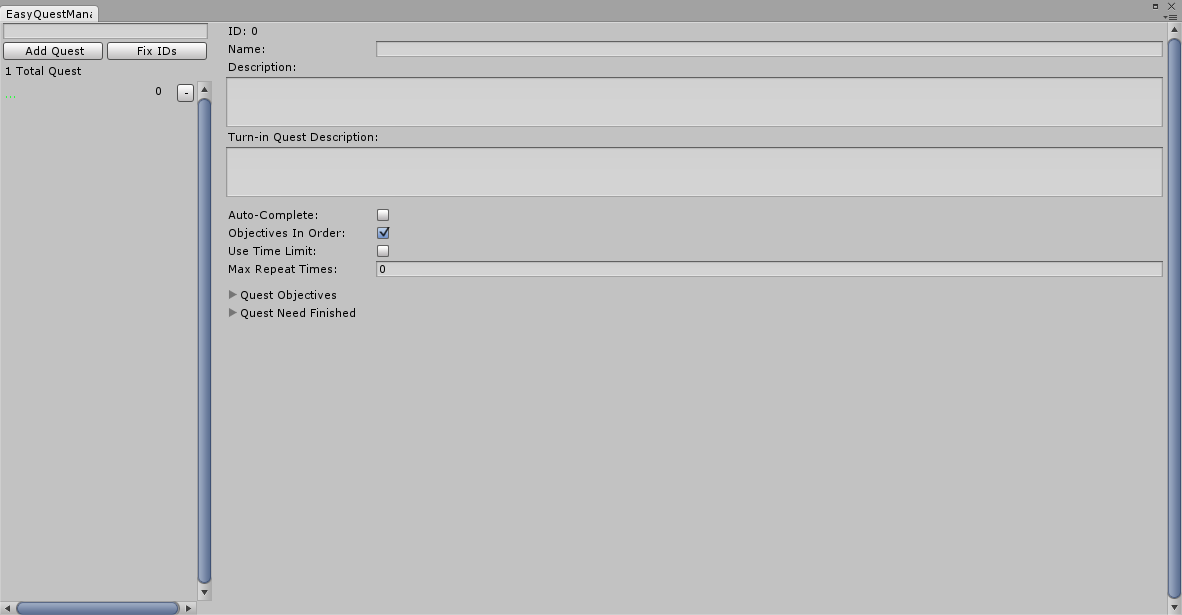 EasyQuestMana
Add Quest Fix IDs
1 Total Quest
... 0 -
ID: 0
Name:
Description:
Turn-in Quest Description:
Auto-Complete:
Objectives In Order:
Use Time Limit:
Max Repeat Times: 0
Quest Objectives
Quest Need Finished